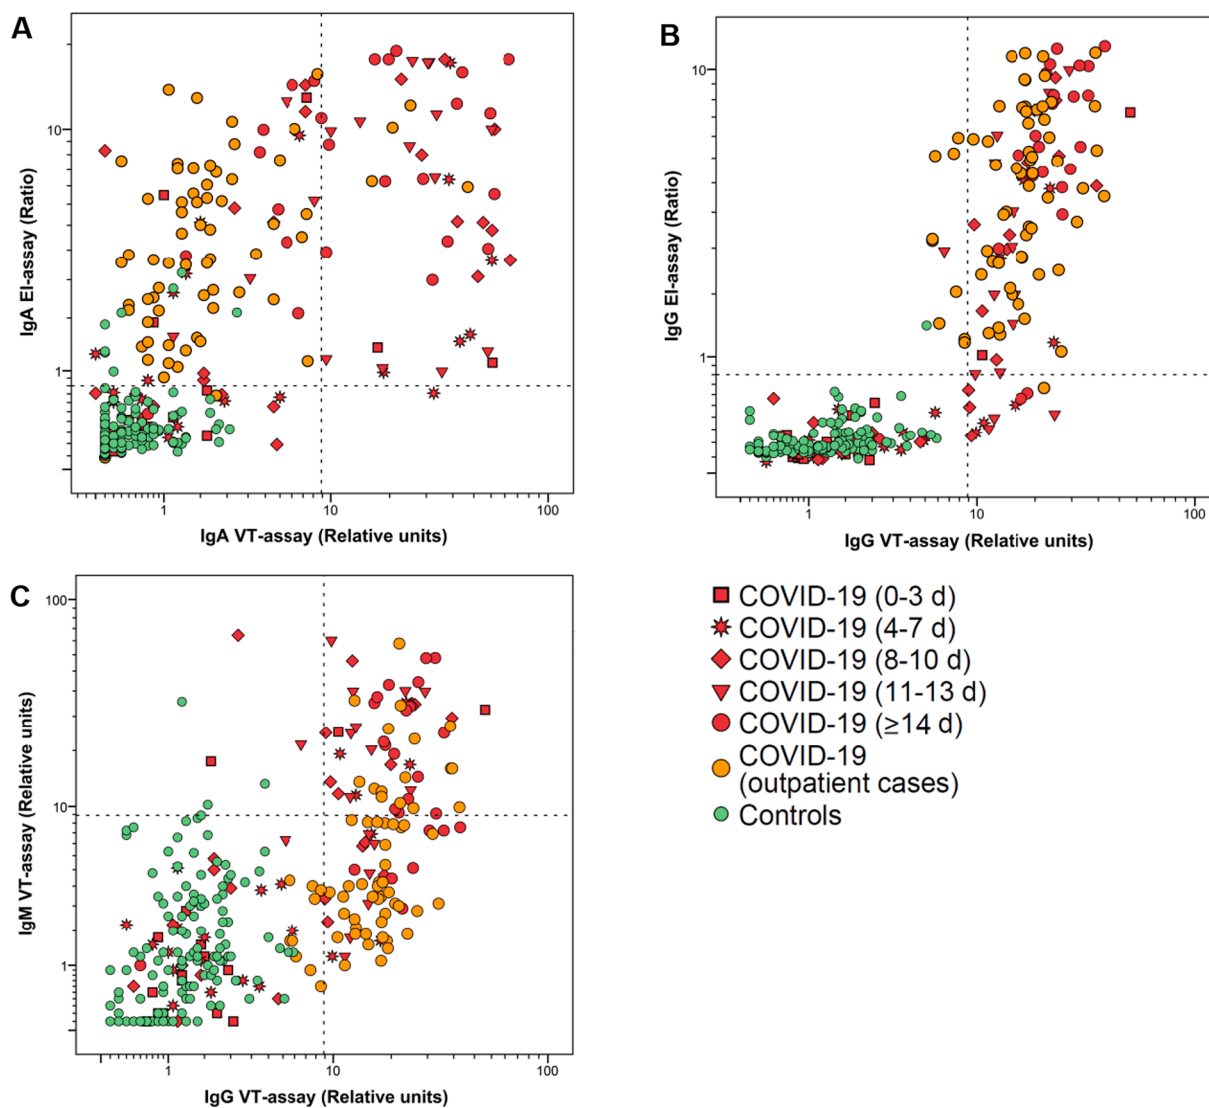 A
10
1
IgA EI-assay (Ratio)
1
10
100
IgA VT-assay (Relative units)
B
10
1
IgG EI-assay (Ratio)
1
10
100
IgG VT-assay (Relative units)
C
100
10
1
IgM VT-assay (Relative units)
1
10
100
IgG VT-assay (Relative units)
COVID-19 (0-3 d)
COVID-19 (4-7 d)
COVID-19 (8-10 d)
COVID-19 (11-13 d)
COVID-19 (≥14 d)
COVID-19
(outpatient cases)
Controls